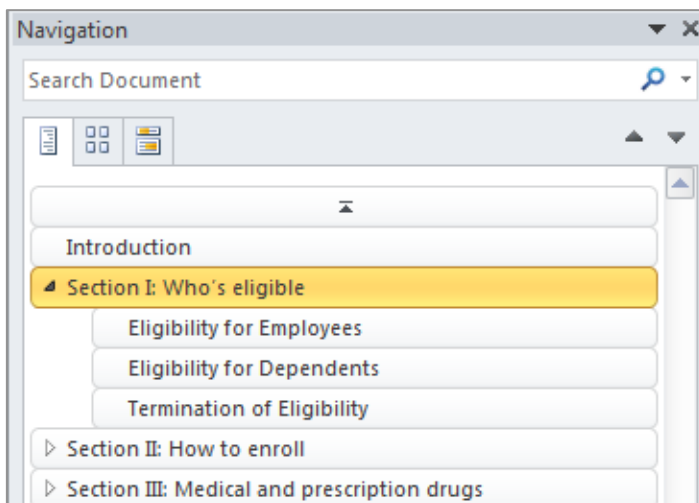 Navigation
Search Document
Introduction
Section I: Who's eligible
Eligibility for Employees
Eligibility for Dependents
Termination of Eligibility
Section II: How to enroll
Section III: Medical and prescription drugs